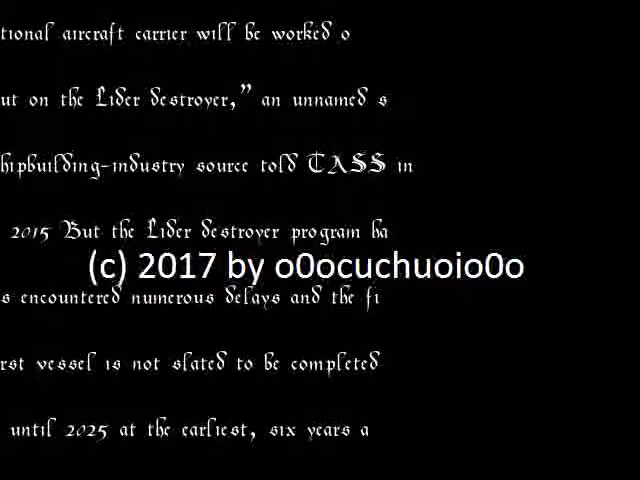 tional aircraft carrier will be worked o
ut on the Lider destroyer,” an unnamed s
hipbuilding-industry source told TASS in
2015 But the Lider destroyer program ha
(c) 2017 by o0ocuchuoio0o
s encountered numerous delays and the fi
rst vessel is not slated to be completed
until 2025 at the earliest, six years a